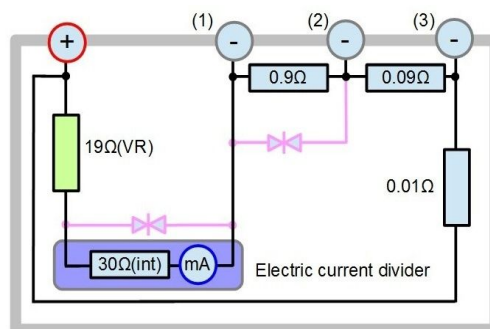 (1) (2) (3)
+ - - -
0.9Ω 0.09Ω
19Ω(VR)
0.01Ω
30Ω(int) mA
Electric current divider